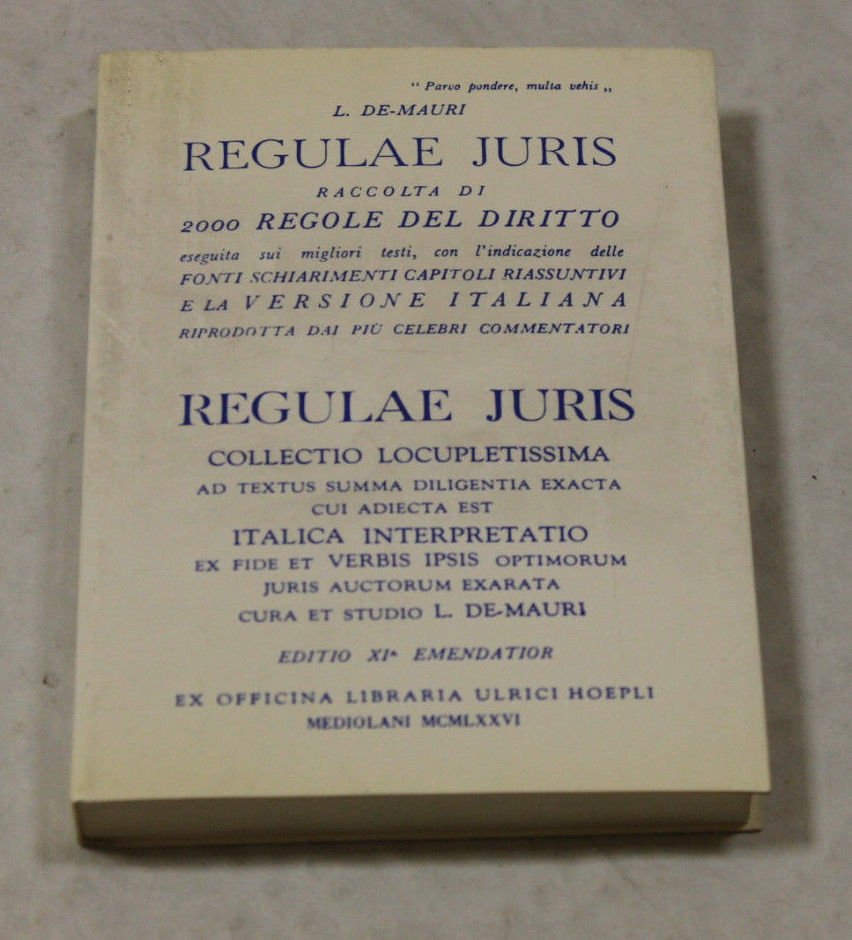 “ Parvo pondere, multa vehis „
L. DE-MAURI
REGULAE JURIS
RACCOLTA DI
2000 REGOLE DEL DIRITTO
eseguita sui migliori testi, con l'indicazione delle
FONTI SCHIARIMENTI CAPITOLI RIASSUNTIVI
E LA VERSIONE ITALIANA
RIPRODOTTA DAI PIÙ CELEBRI COMMENTATORI
REGULAE JURIS
COLLECTIO LOCUPLETISSIMA
AD TEXTUS SUMMA DILIGENTIA EXACTA
CUI ADIECTA EST
ITALICA INTERPRETATIO
EX FIDE ET VERBIS IPSIS OPTIMORUM
JURIS AUCTORUM EXARATA
CURA ET STUDIO L. DE-MAURI
EDITIO XIª EMENDATIOR
EX OFFICINA LIBRARIA ULRICI HOEPLI
MEDIOLANI MCMLXXVI